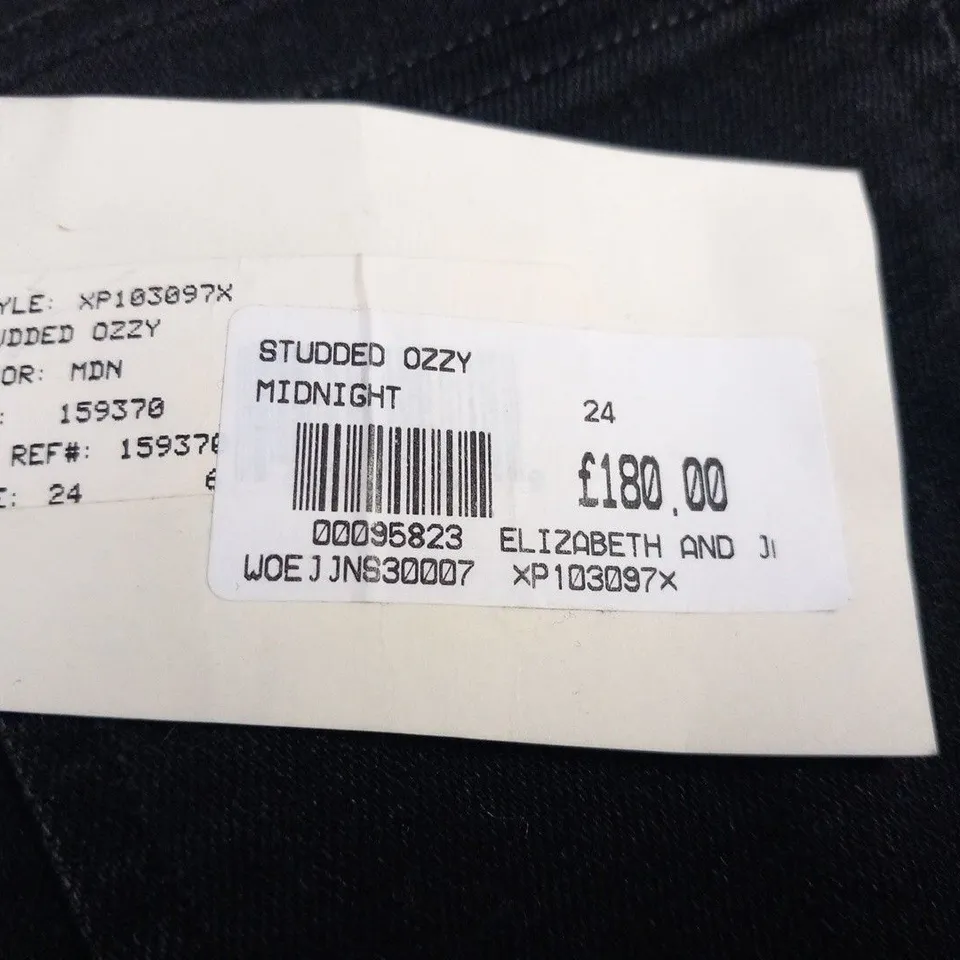 YLE: XP103097X
UDDED OZZY
OR: MDN
: 159370
REF#: 159370
E: 24
STUDDED OZZY
MIDNIGHT
24
£180.00
00095823 ELIZABETH AND
WOEJJNS30007 XP103097X